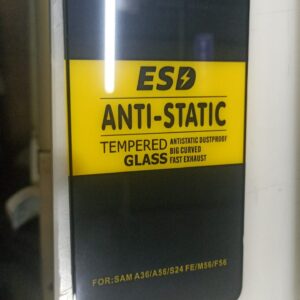 ESD
ANTI-STATIC
TEMPERED
GLASS
ANTISTATIC DUSTPROOF
BIG CURVED
FAST EXHAUST
FOR:SAM A36/A56/S24 FE/M56/F56